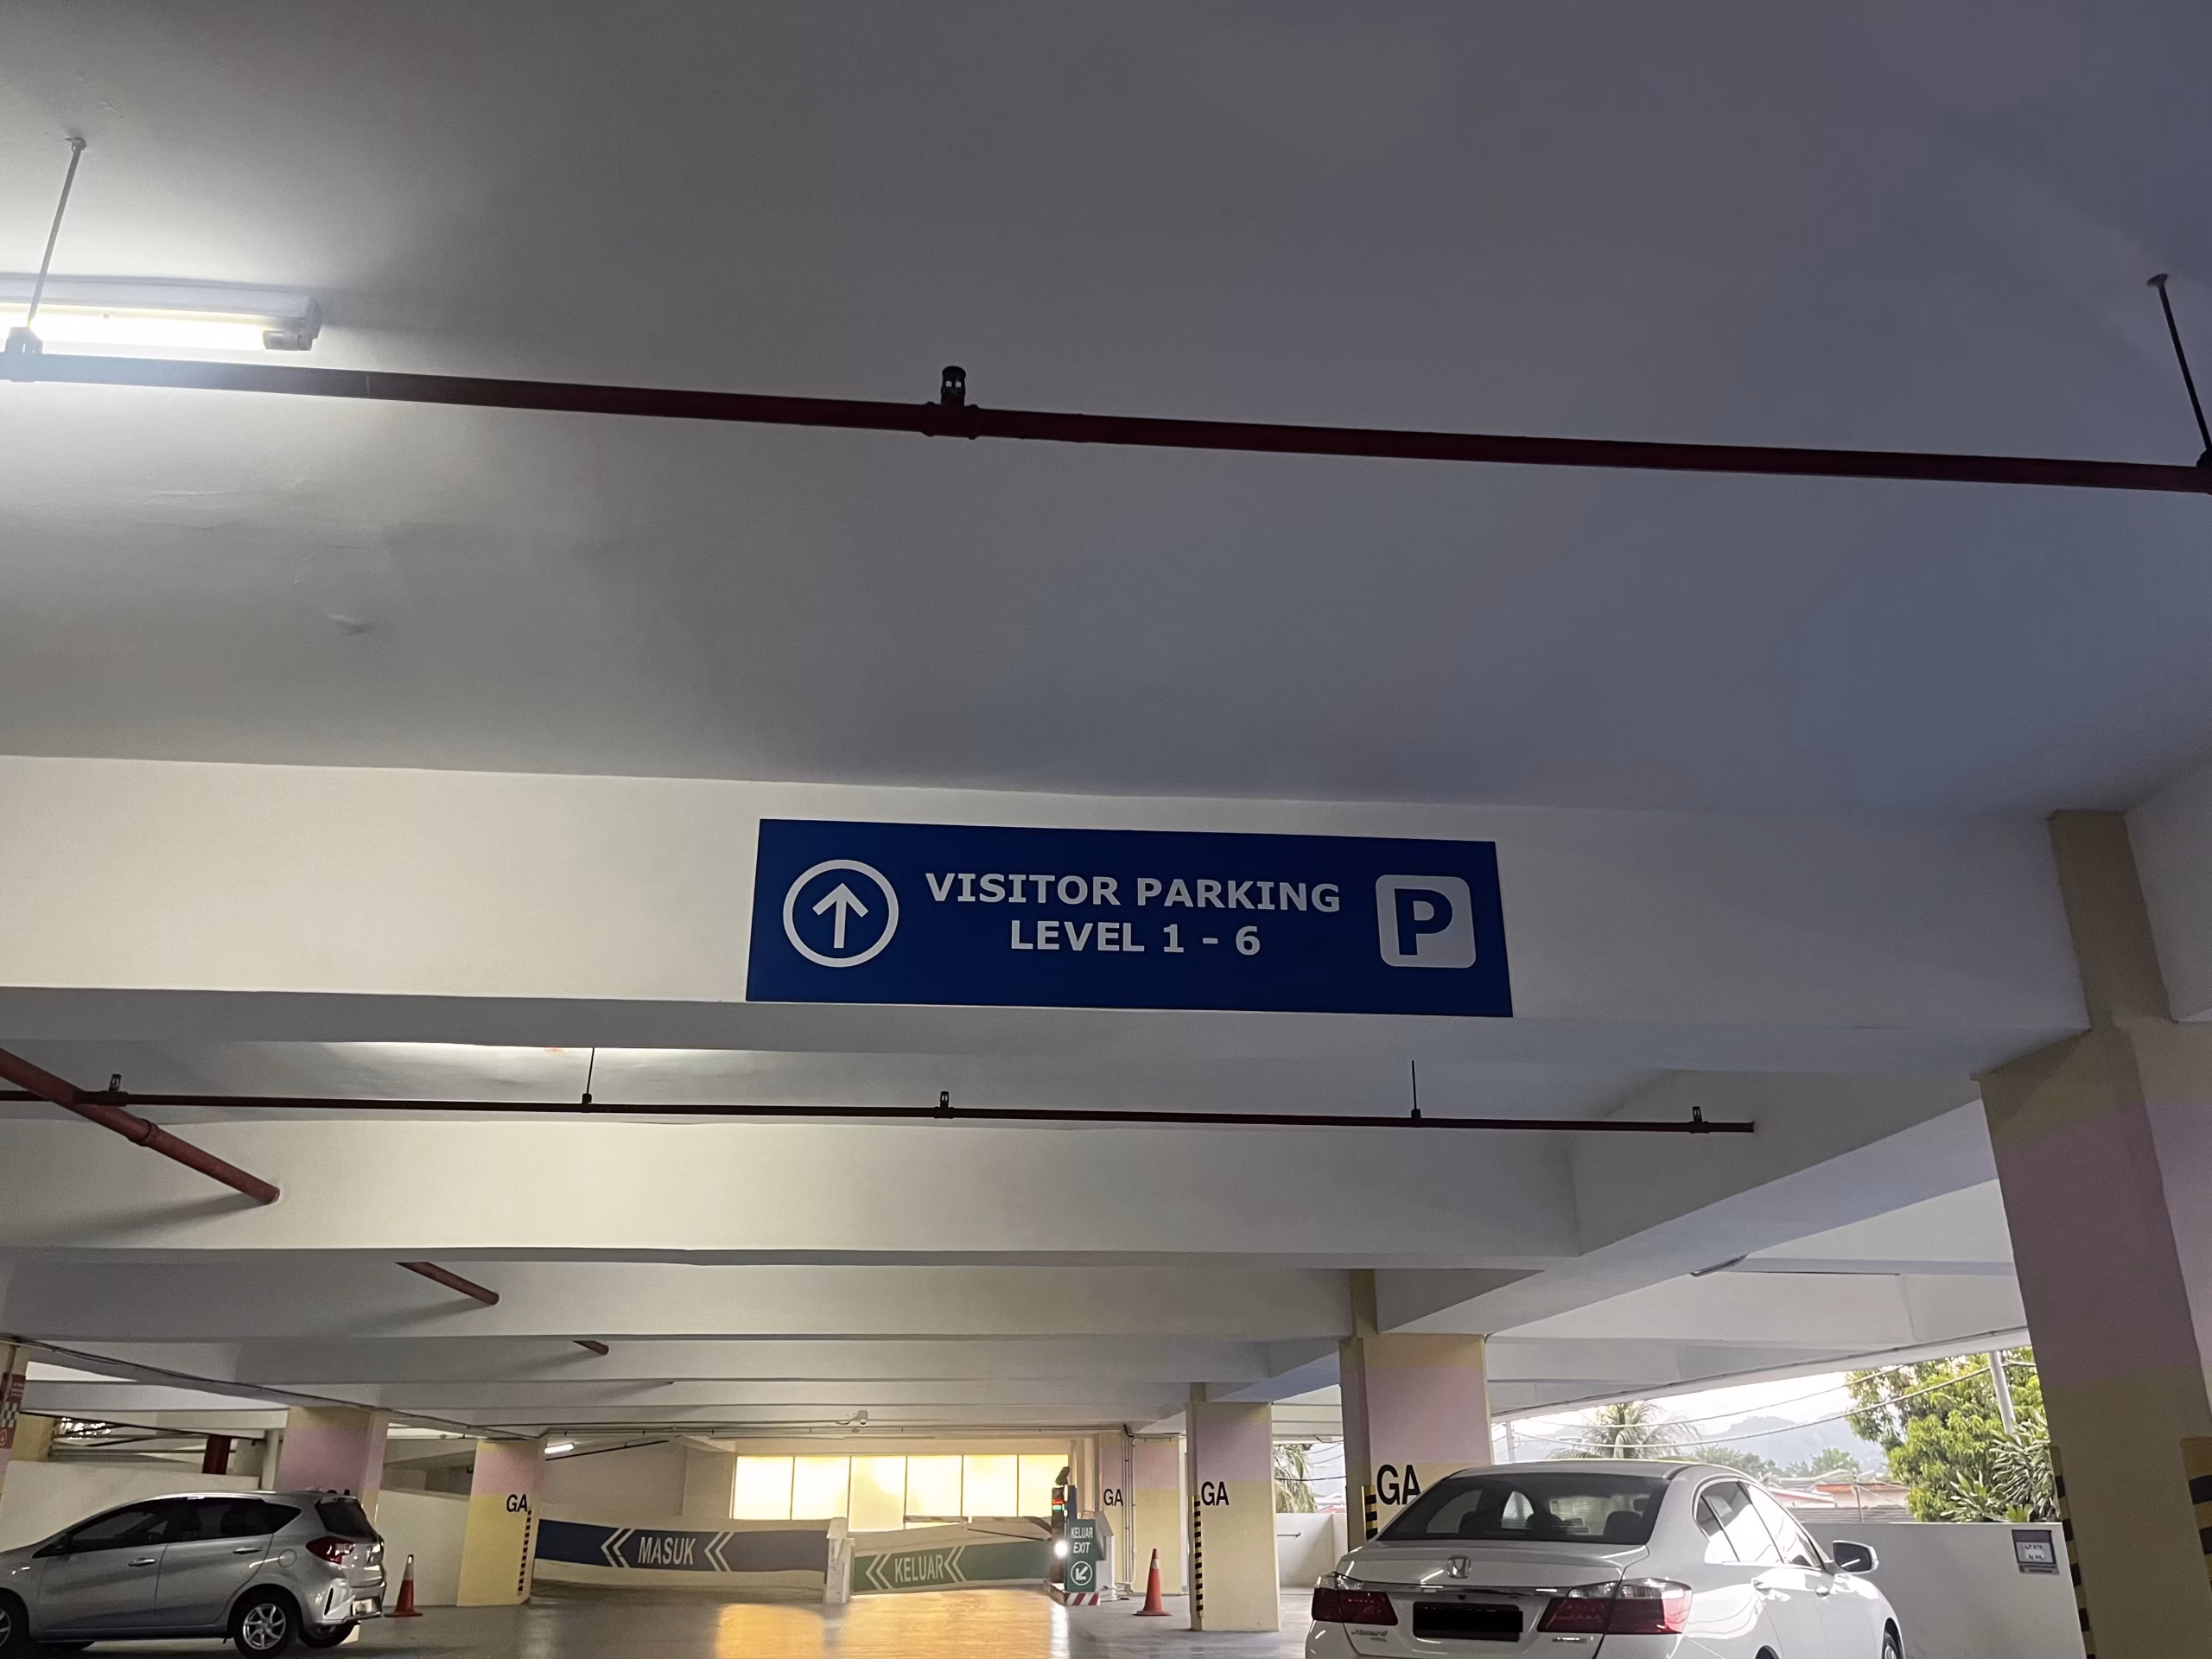 VISITOR PARKING
LEVEL 1 - 6
P
GA
MASUK
KELUAR
KELUAR
EXIT
GA
GA
GA